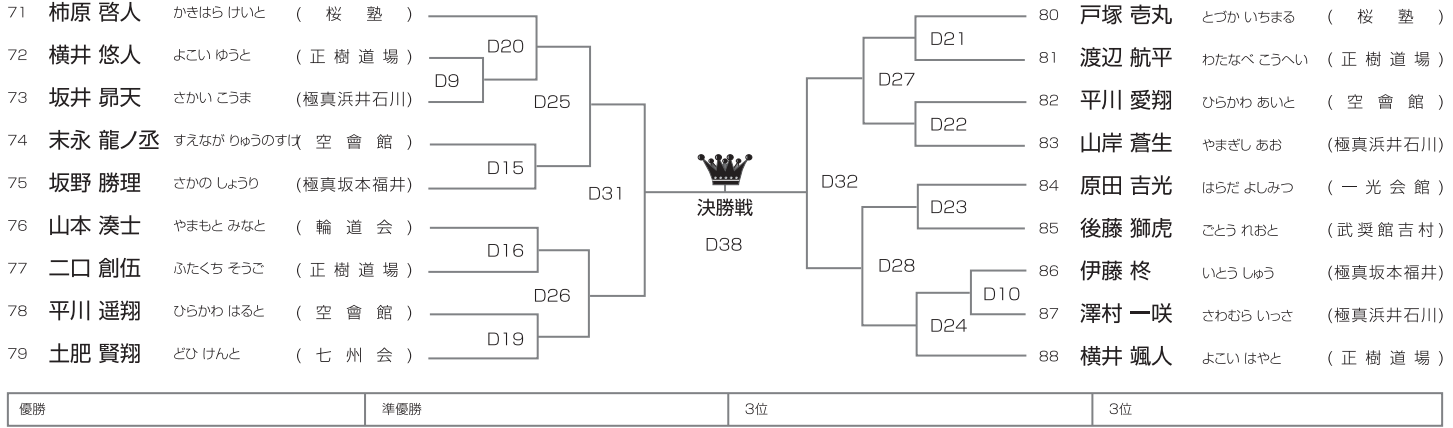 71 柿原 啓人 かきはら けいと (桜塾)
72 横井 悠人 よこい ゆうと (正樹道場)
73 坂井 昴天 さかい こうま (極真浜井石川)
74 末永 龍ノ丞 すえなが りゅうのすけ (空會館)
75 坂野 勝理 さかの しょうり (極真坂本福井)
76 山本 湊士 やまもと みなと (輪道会)
77 二口 創伍 ふたくち そうご (正樹道場)
78 平川 遥翔 ひらかわ はると (空會館)
79 土肥 賢翔 どひ けんと (七州会)
D20
D9
D25
D15
D31
D16
D26
D19
決勝戦
D38
D21
D27
D22
D32
D23
D28
D10
D24
80 戸塚 壱丸 とづか いちまる (桜塾)
81 渡辺 航平 わたなべ こうへい (正樹道場)
82 平川 愛翔 ひらかわ あいと (空會館)
83 山岸 蒼生 やまぎし あお (極真浜井石川)
84 原田 吉光 はらだ よしみつ (一光会館)
85 後藤 獅虎 ごとう れおと (武奨館吉村)
86 伊藤 柊 いとう しゅう (極真坂本福井)
87 澤村 一咲 さわむら いっさ (極真浜井石川)
88 横井 颯人 よこい はやと (正樹道場)
優勝 準優勝 3位 3位